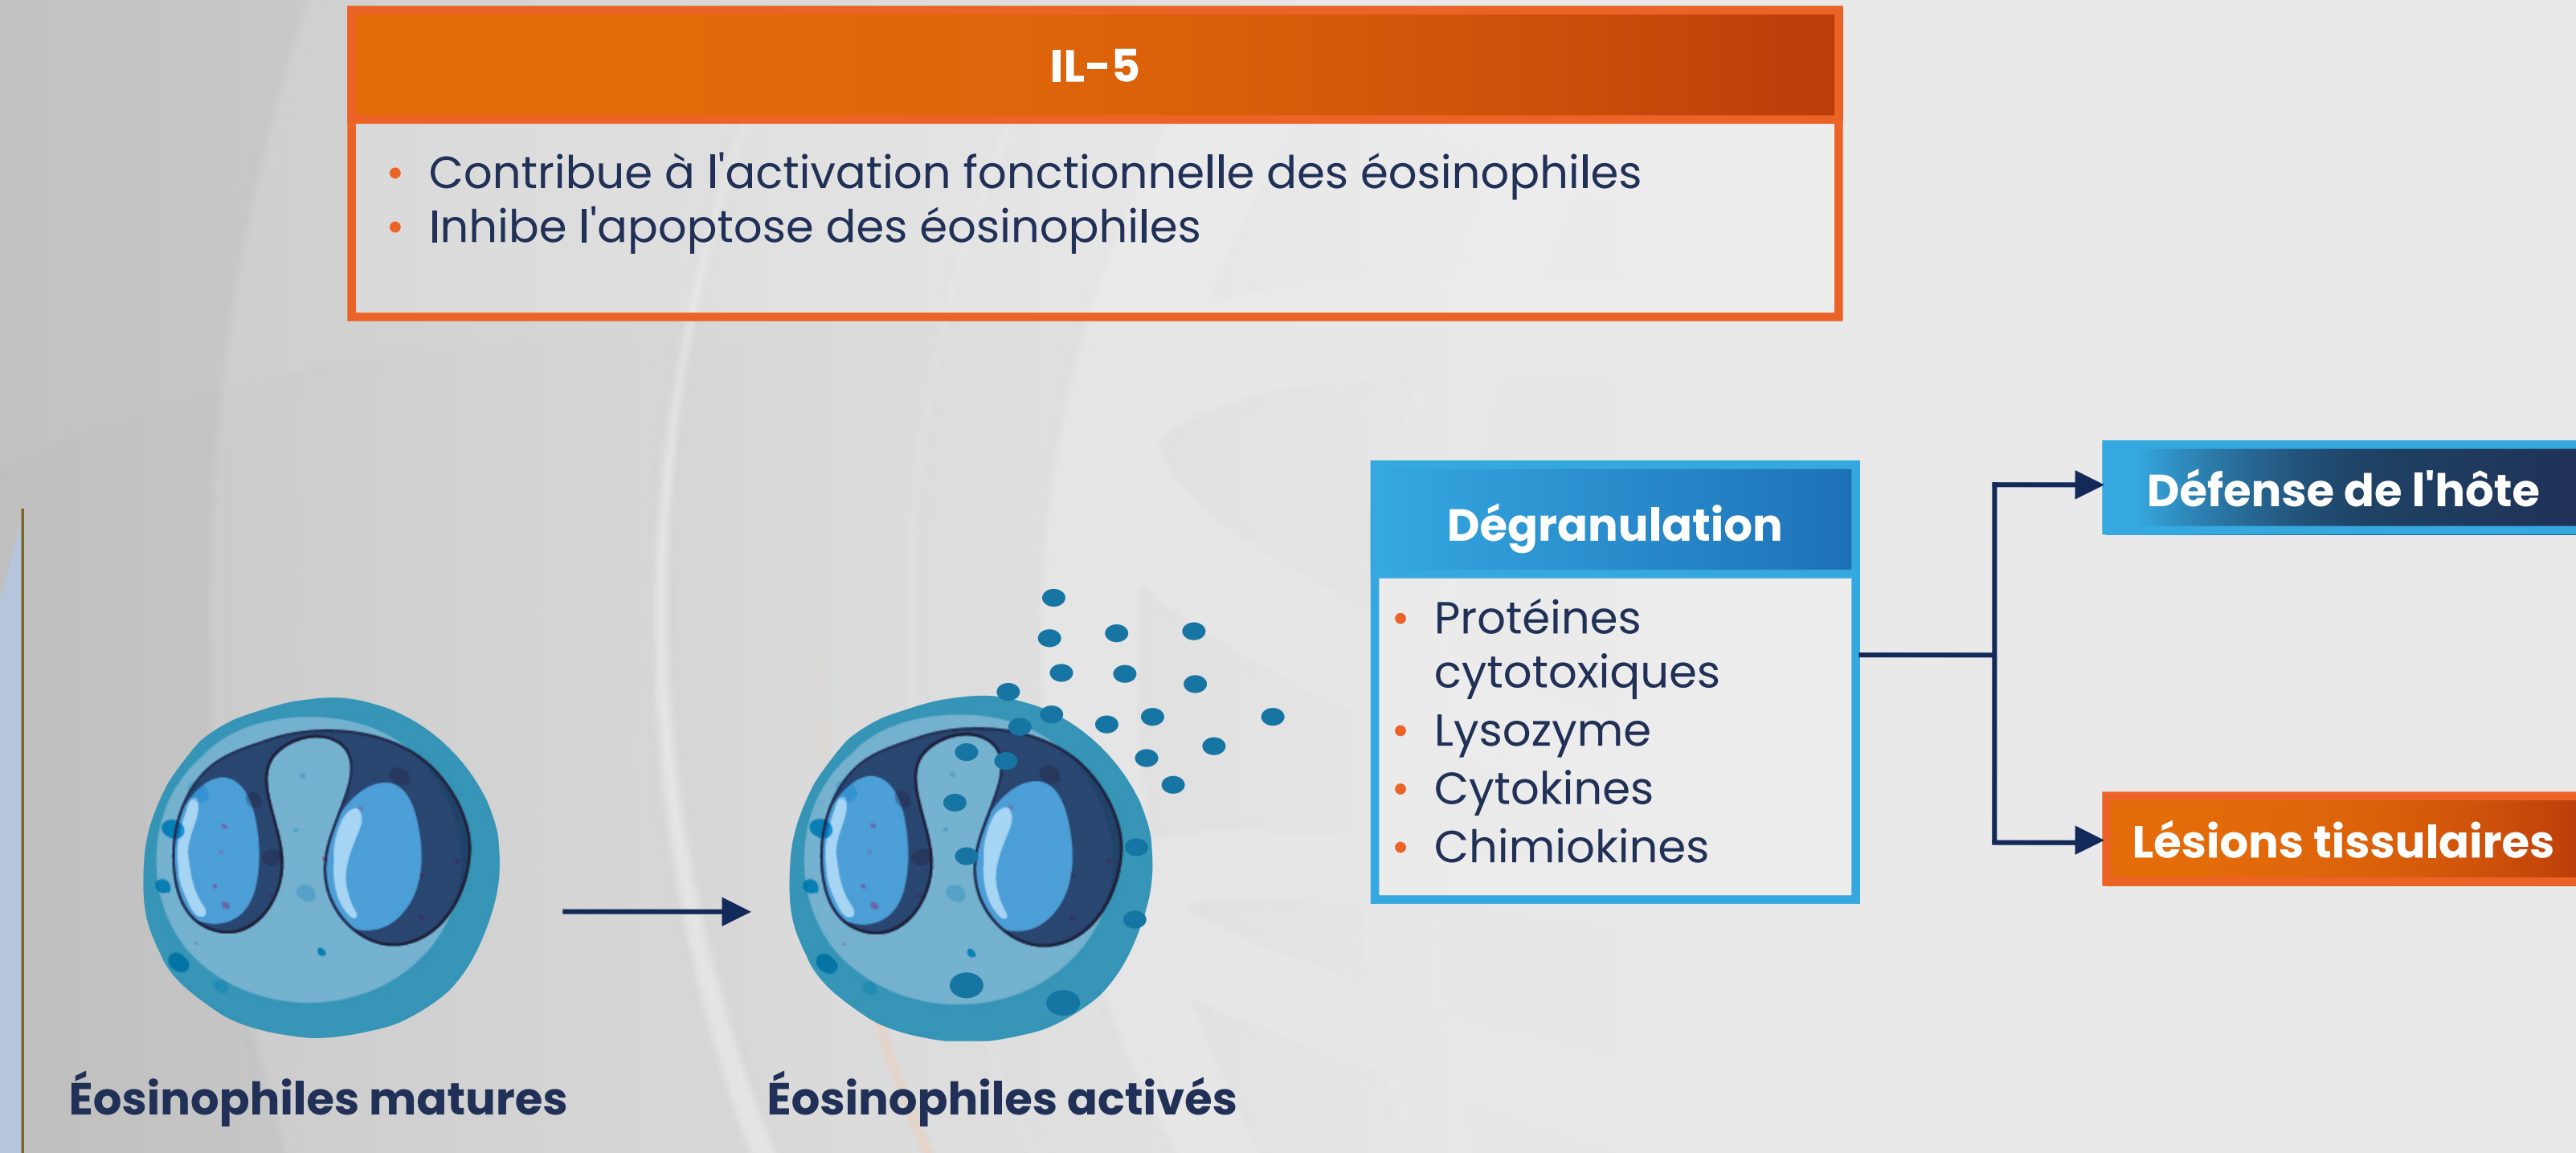 IL-5
• Contribue à l'activation fonctionnelle des éosinophiles
• Inhibe l'apoptose des éosinophiles
Dégranulation
• Protéines
cytotoxiques
• Lysozyme
• Cytokines
• Chimiokines
Défense de l'hôte
Lésions tissulaires
Éosinophiles matures
Éosinophiles activés